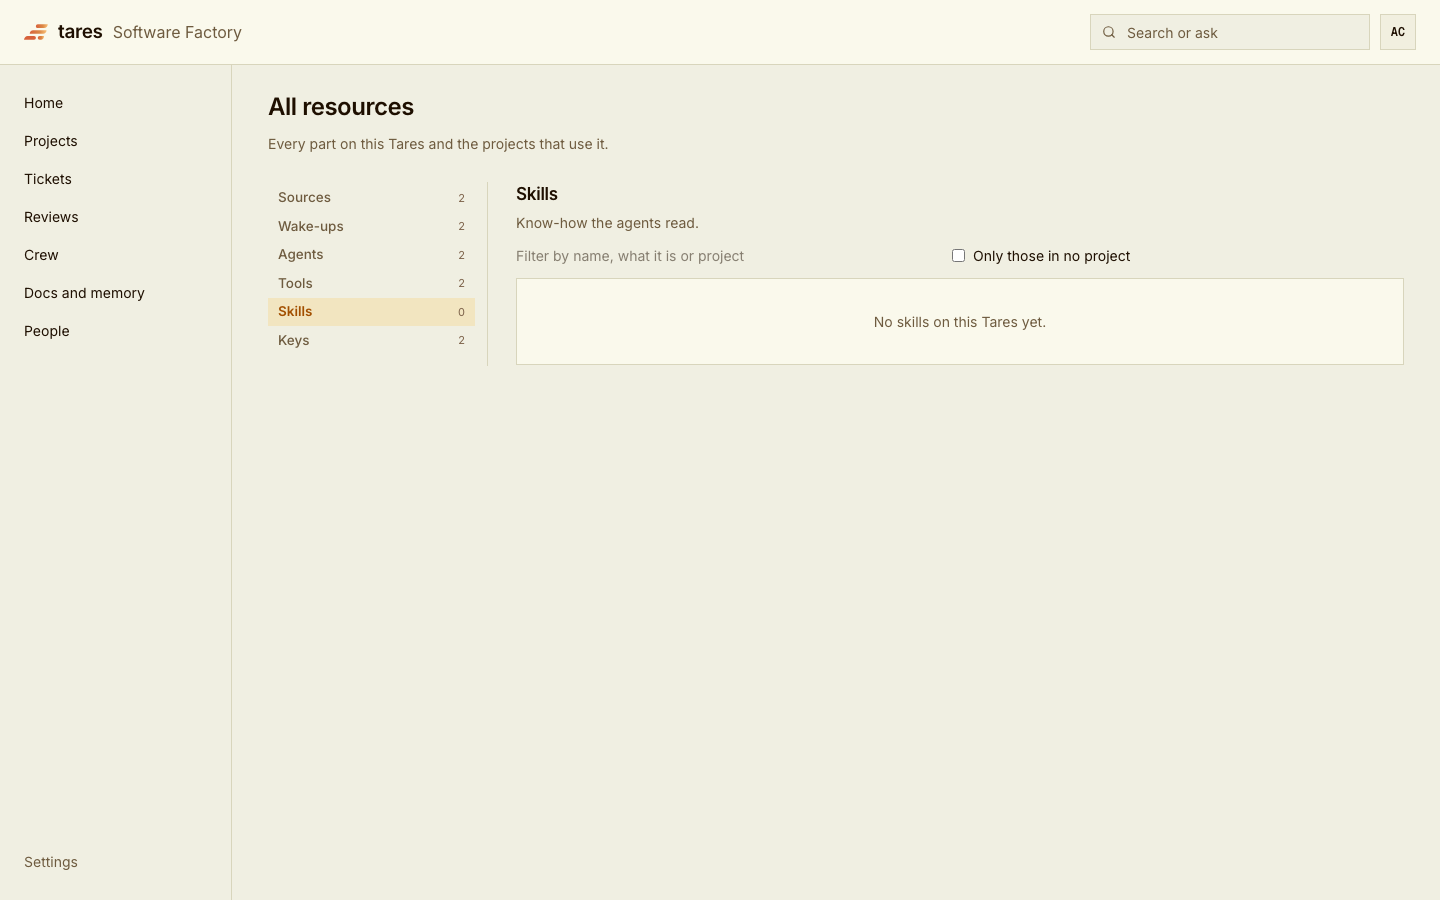 tares Software Factory
Search or ask
AC
Home
Projects
Tickets
Reviews
Crew
Docs and memory
People
Settings
All resources
Every part on this Tares and the projects that use it.
Sources 2
Wake-ups 2
Agents 2
Tools 2
Skills 0
Keys 2
Skills
Know-how the agents read.
Filter by name, what it is or project
Only those in no project
No skills on this Tares yet.